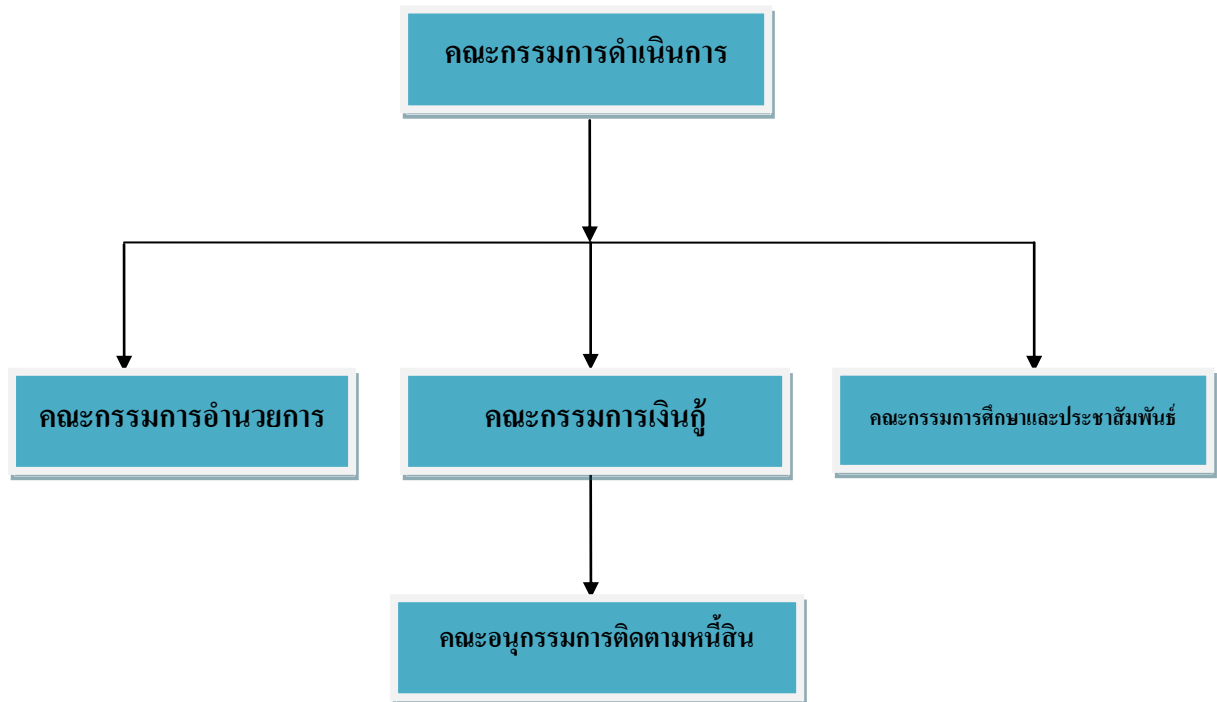 คณะกรรมการดำเนินการ
คณะกรรมการอำนวยการ
คณะกรรมการเงินกู้
คณะกรรมการศึกษาและประชาสัมพันธ์
คณะอนุกรรมการติดตามหนี้สิน